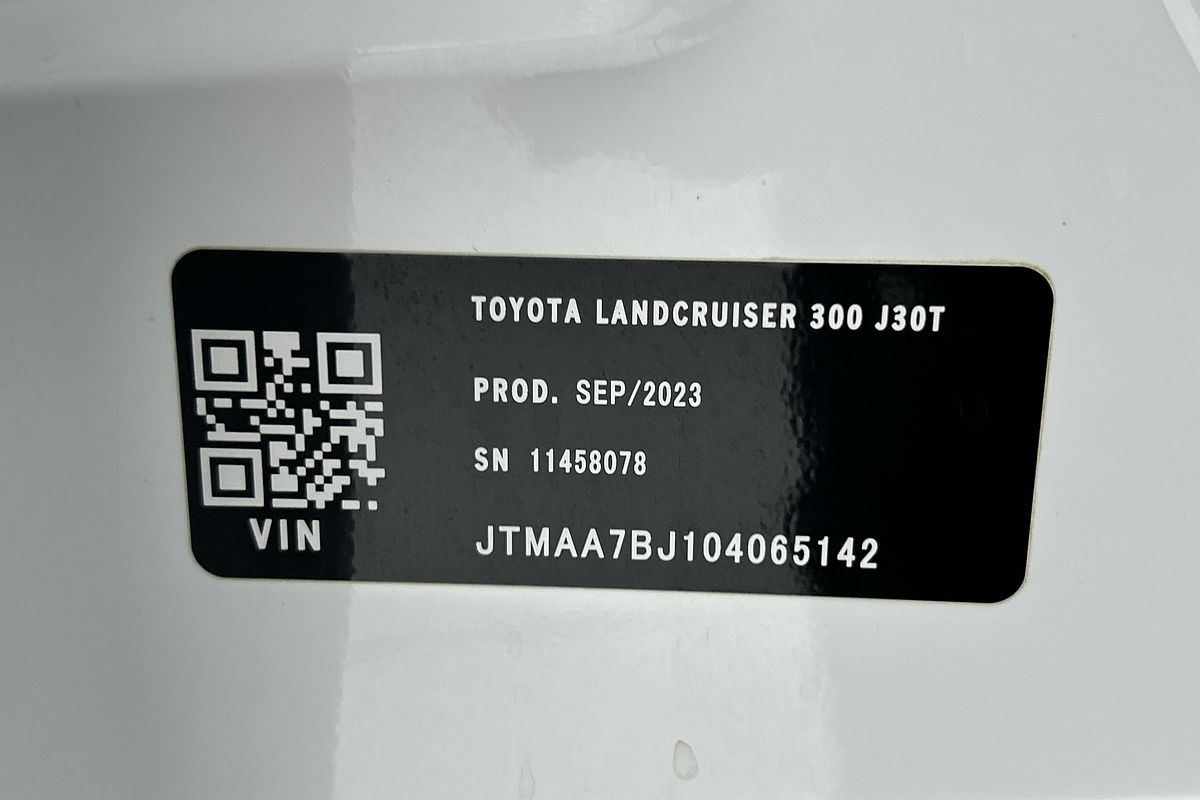 TOYOTA LANDCRUISER 300 J30T
PROD. SEP/2023
SN 11458078
VIN
JTMAA7BJ104065142